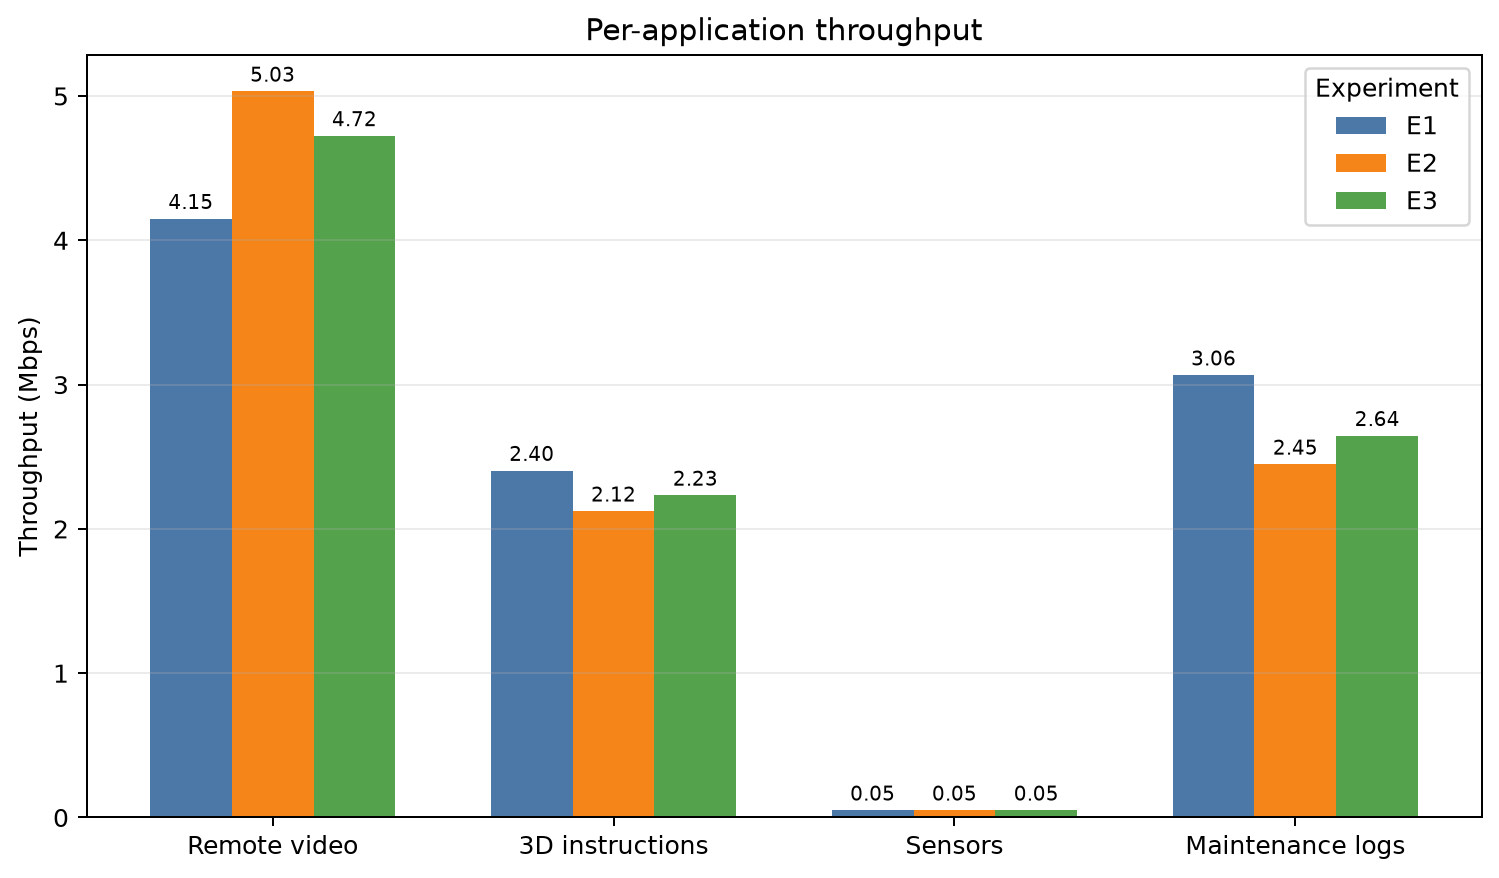 Per-application throughput
Throughput (Mbps)
5
4
3
2
1
0
4.15
5.03
4.72
2.40
2.12
2.23
0.05
0.05
0.05
3.06
2.45
2.64
Experiment
E1
E2
E3
Remote video
3D instructions
Sensors
Maintenance logs